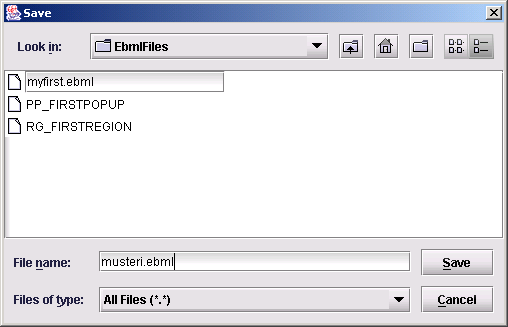 Save
Look in: EbmlFiles
myfirst.ebml
PP_FIRSTPOPUP
RG_FIRSTREGION
File name: musteri.ebml Save
Files of type: All Files (*.*) Cancel